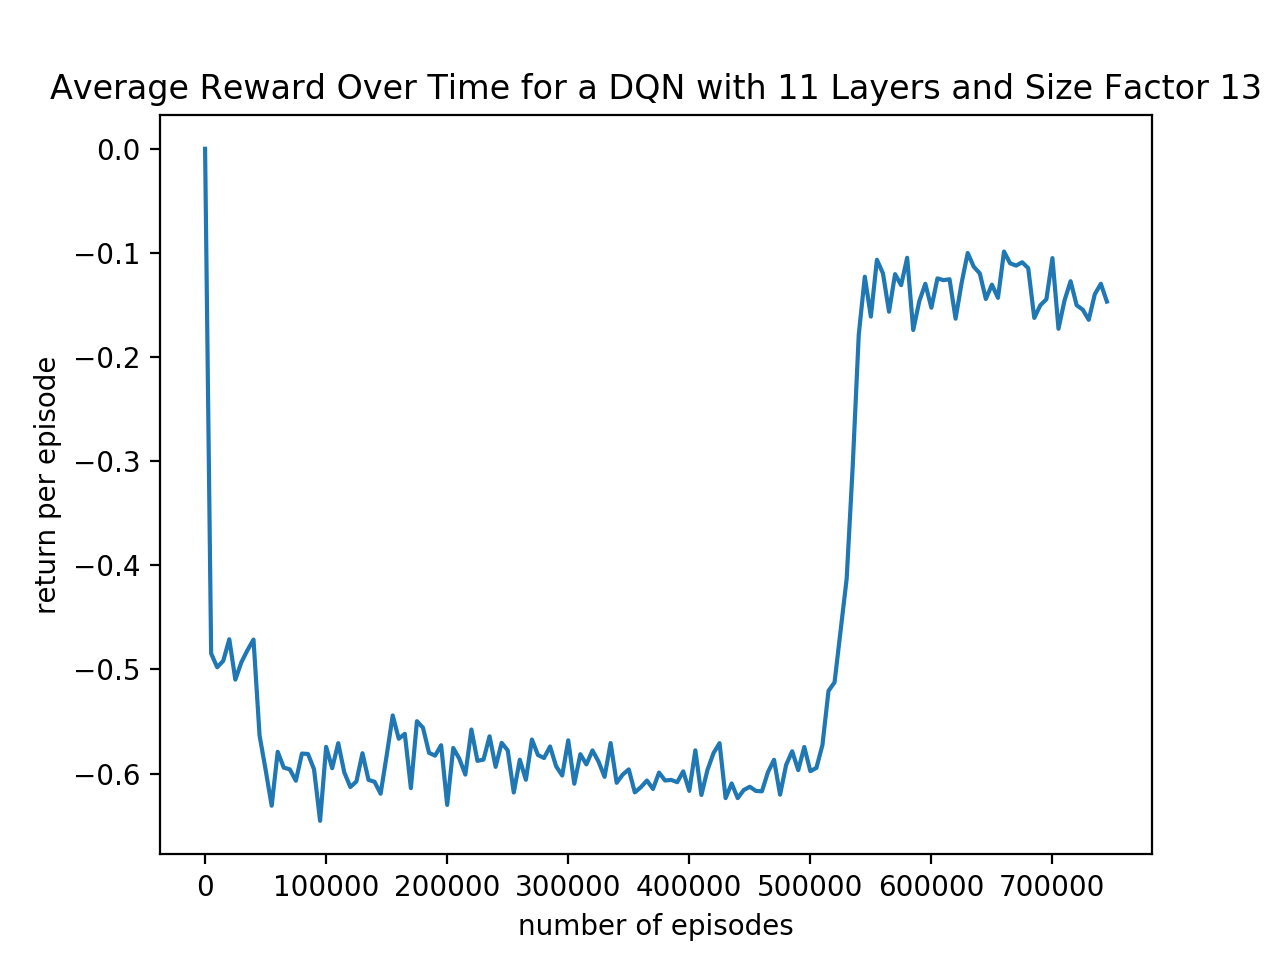 Average Reward Over Time for a DQN with 11 Layers and Size Factor 13
0.0
−0.1
−0.2
−0.3
−0.4
−0.5
−0.6
return per episode
0 100000 200000 300000 400000 500000 600000 700000
number of episodes